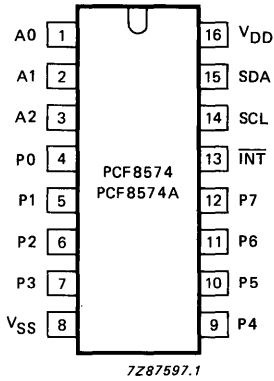 A0 1 16 VDD
A1 2 15 SDA
A2 3 14 SCL
P0 4 13 I̅N̅T̅
PCF8574
PCF8574A
P1 5 12 P7
P2 6 11 P6
P3 7 10 P5
VSS 8 9 P4
7Z87597.1